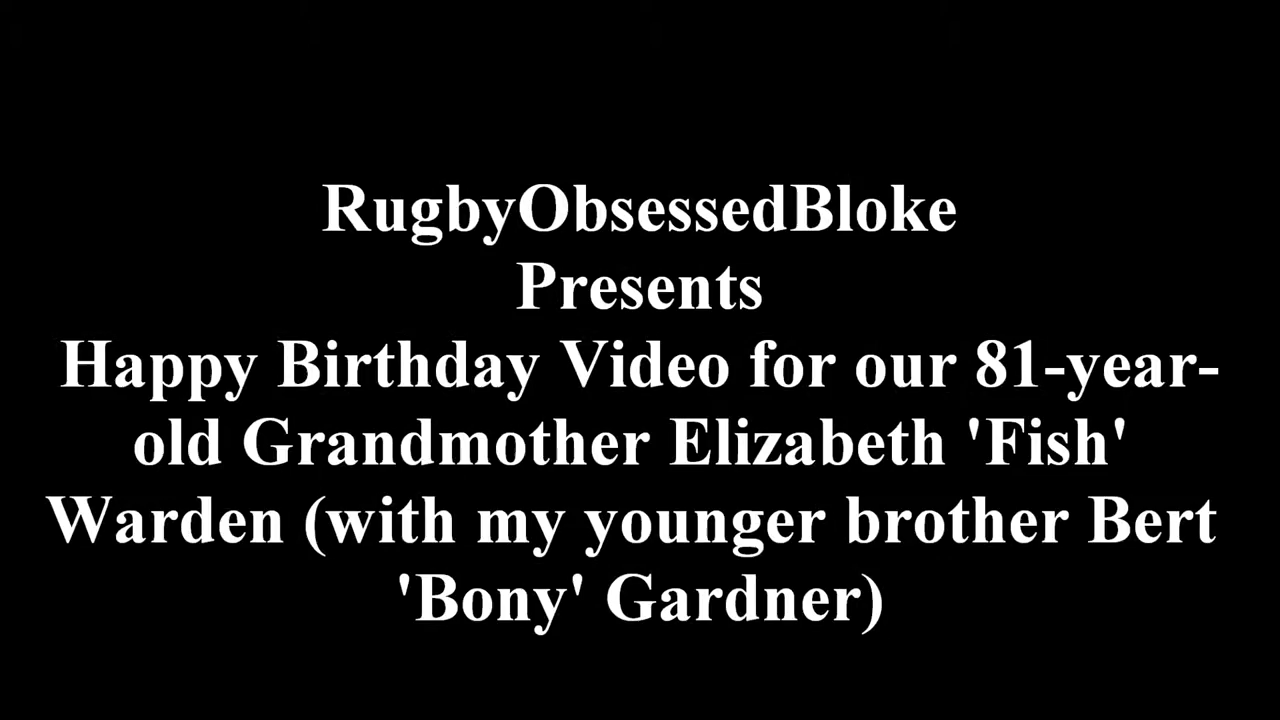 RugbyObsessedBloke
Presents
Happy Birthday Video for our 81-year-
old Grandmother Elizabeth 'Fish'
Warden (with my younger brother Bert
'Bony' Gardner)